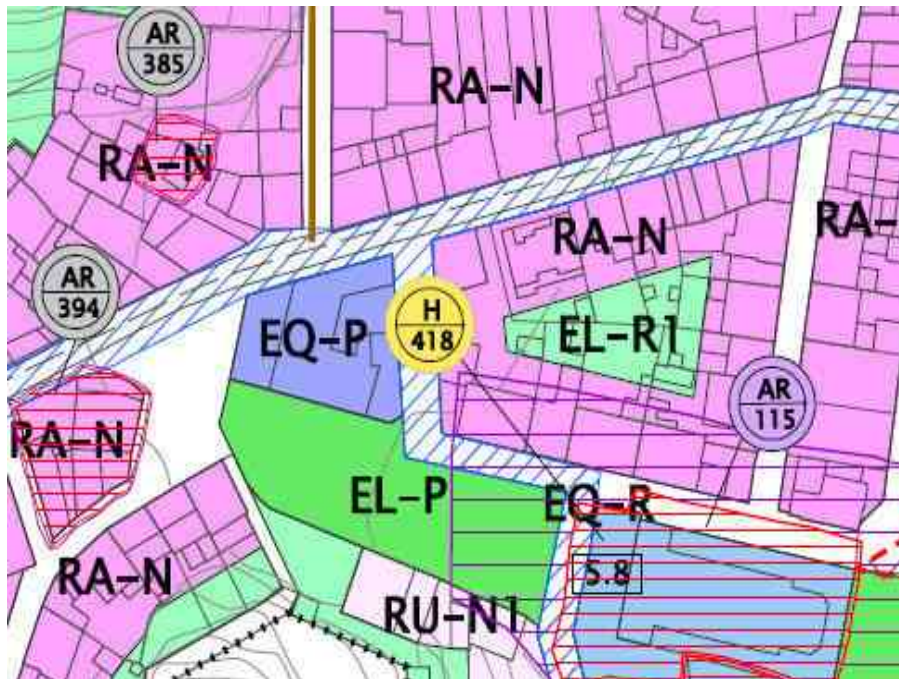 AR
385
RA-N
RA-N
RA-N
RA-
AR
394
H
418
EQ-P
EL-R1
AR
115
RA-N
EL-P
EQ-R
RA-N
5.8
RU-N1